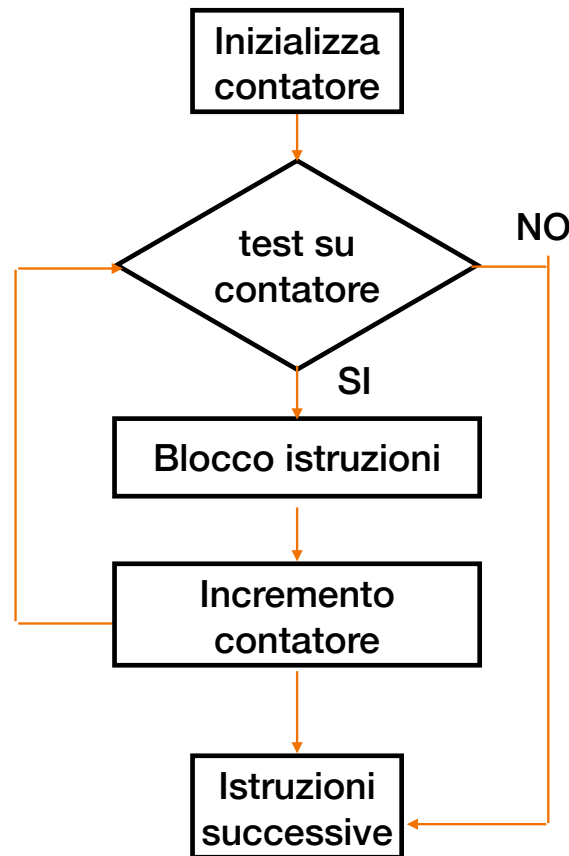 Inizializza
contatore
test su
contatore
NO
SI
Blocco istruzioni
Incremento
contatore
Istruzioni
successive